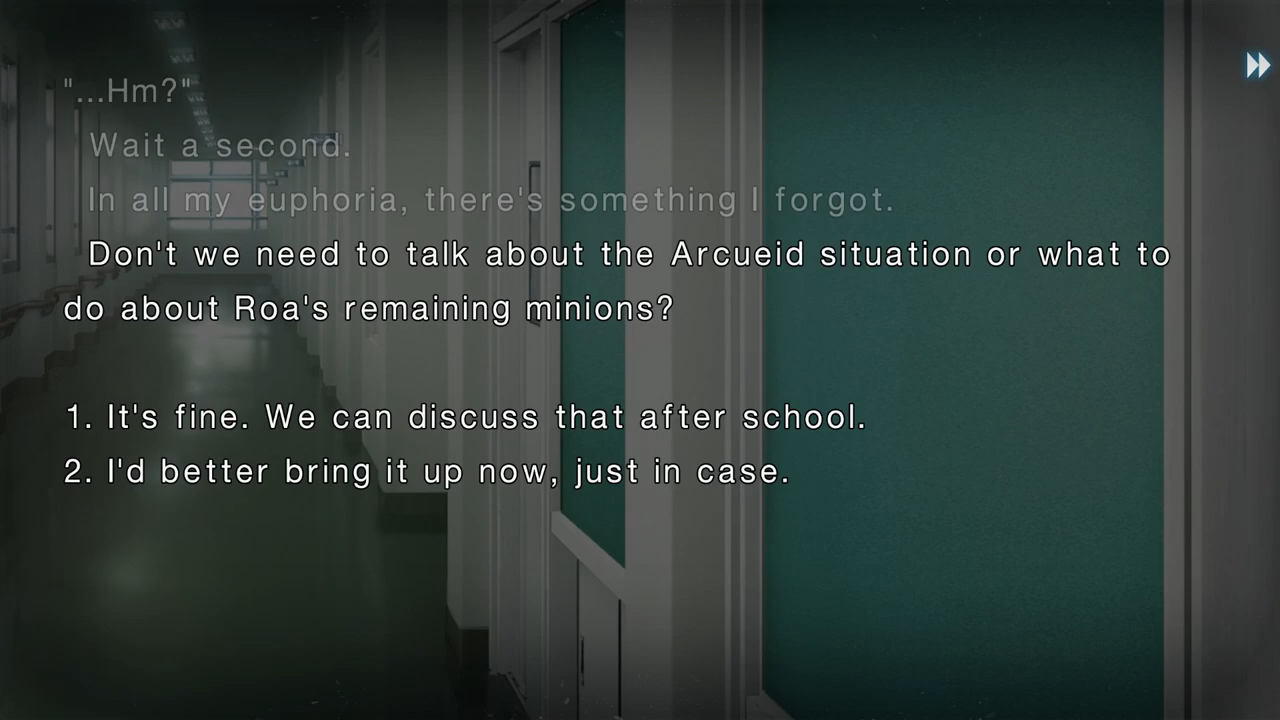 "...Hm?"
Wait a second.
In all my euphoria, there's something I forgot.
Don't we need to talk about the Arcueid situation or what to
do about Roa's remaining minions?
1. It's fine. We can discuss that after school.
2. I'd better bring it up now, just in case.